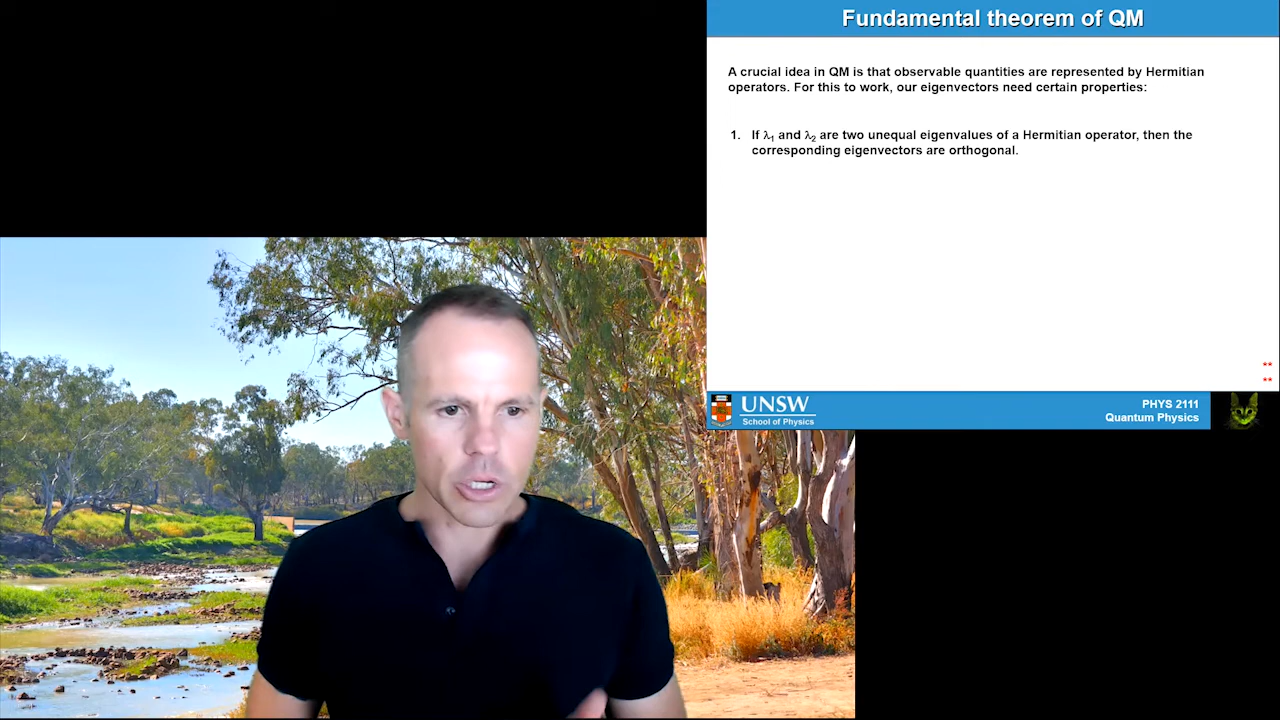 Fundamental theorem of QM
A crucial idea in QM is that observable quantities are represented by Hermitian
operators. For this to work, our eigenvectors need certain properties:
1. If λ₁ and λ₂ are two unequal eigenvalues of a Hermitian operator, then the
corresponding eigenvectors are orthogonal.
**
**
UNSW
School of Physics
PHYS 2111
Quantum Physics